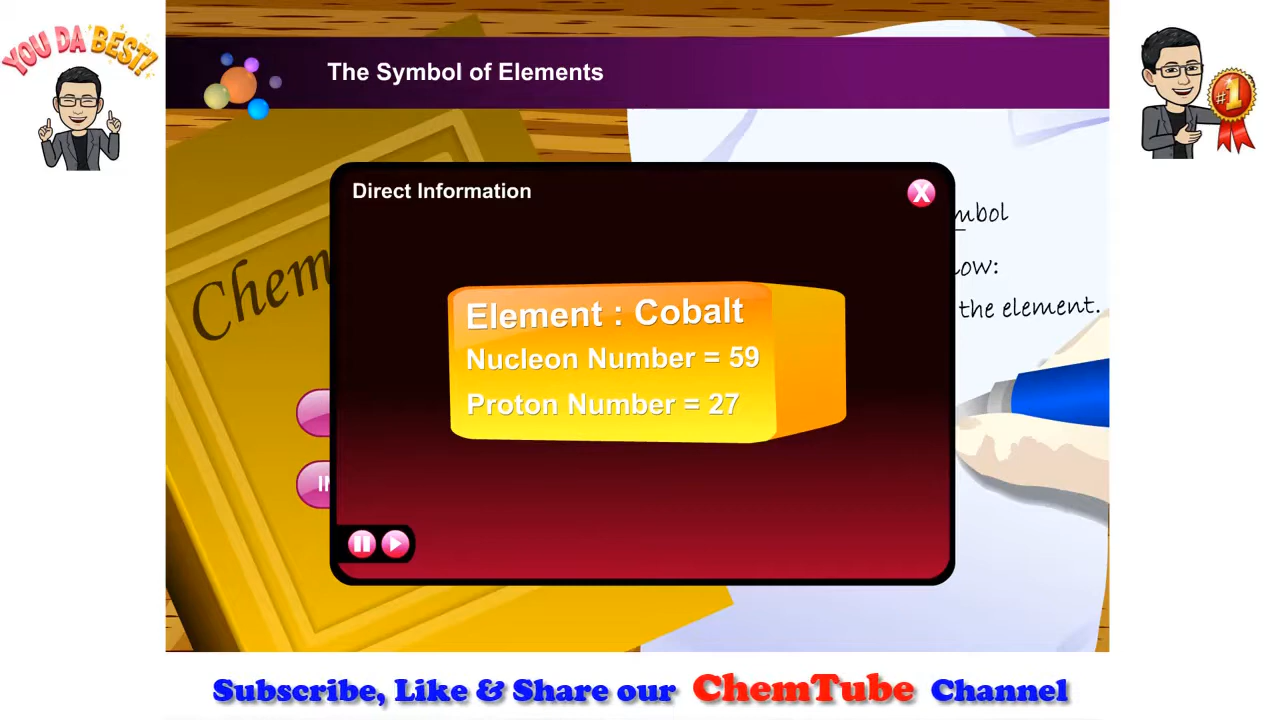 YOU DA BEST!
The Symbol of Elements
#1
Direct Information
X
mbol
Chem
ow:
the element.
Element : Cobalt
Nucleon Number = 59
Proton Number = 27
IN
Subscribe, Like & Share our ChemTube Channel